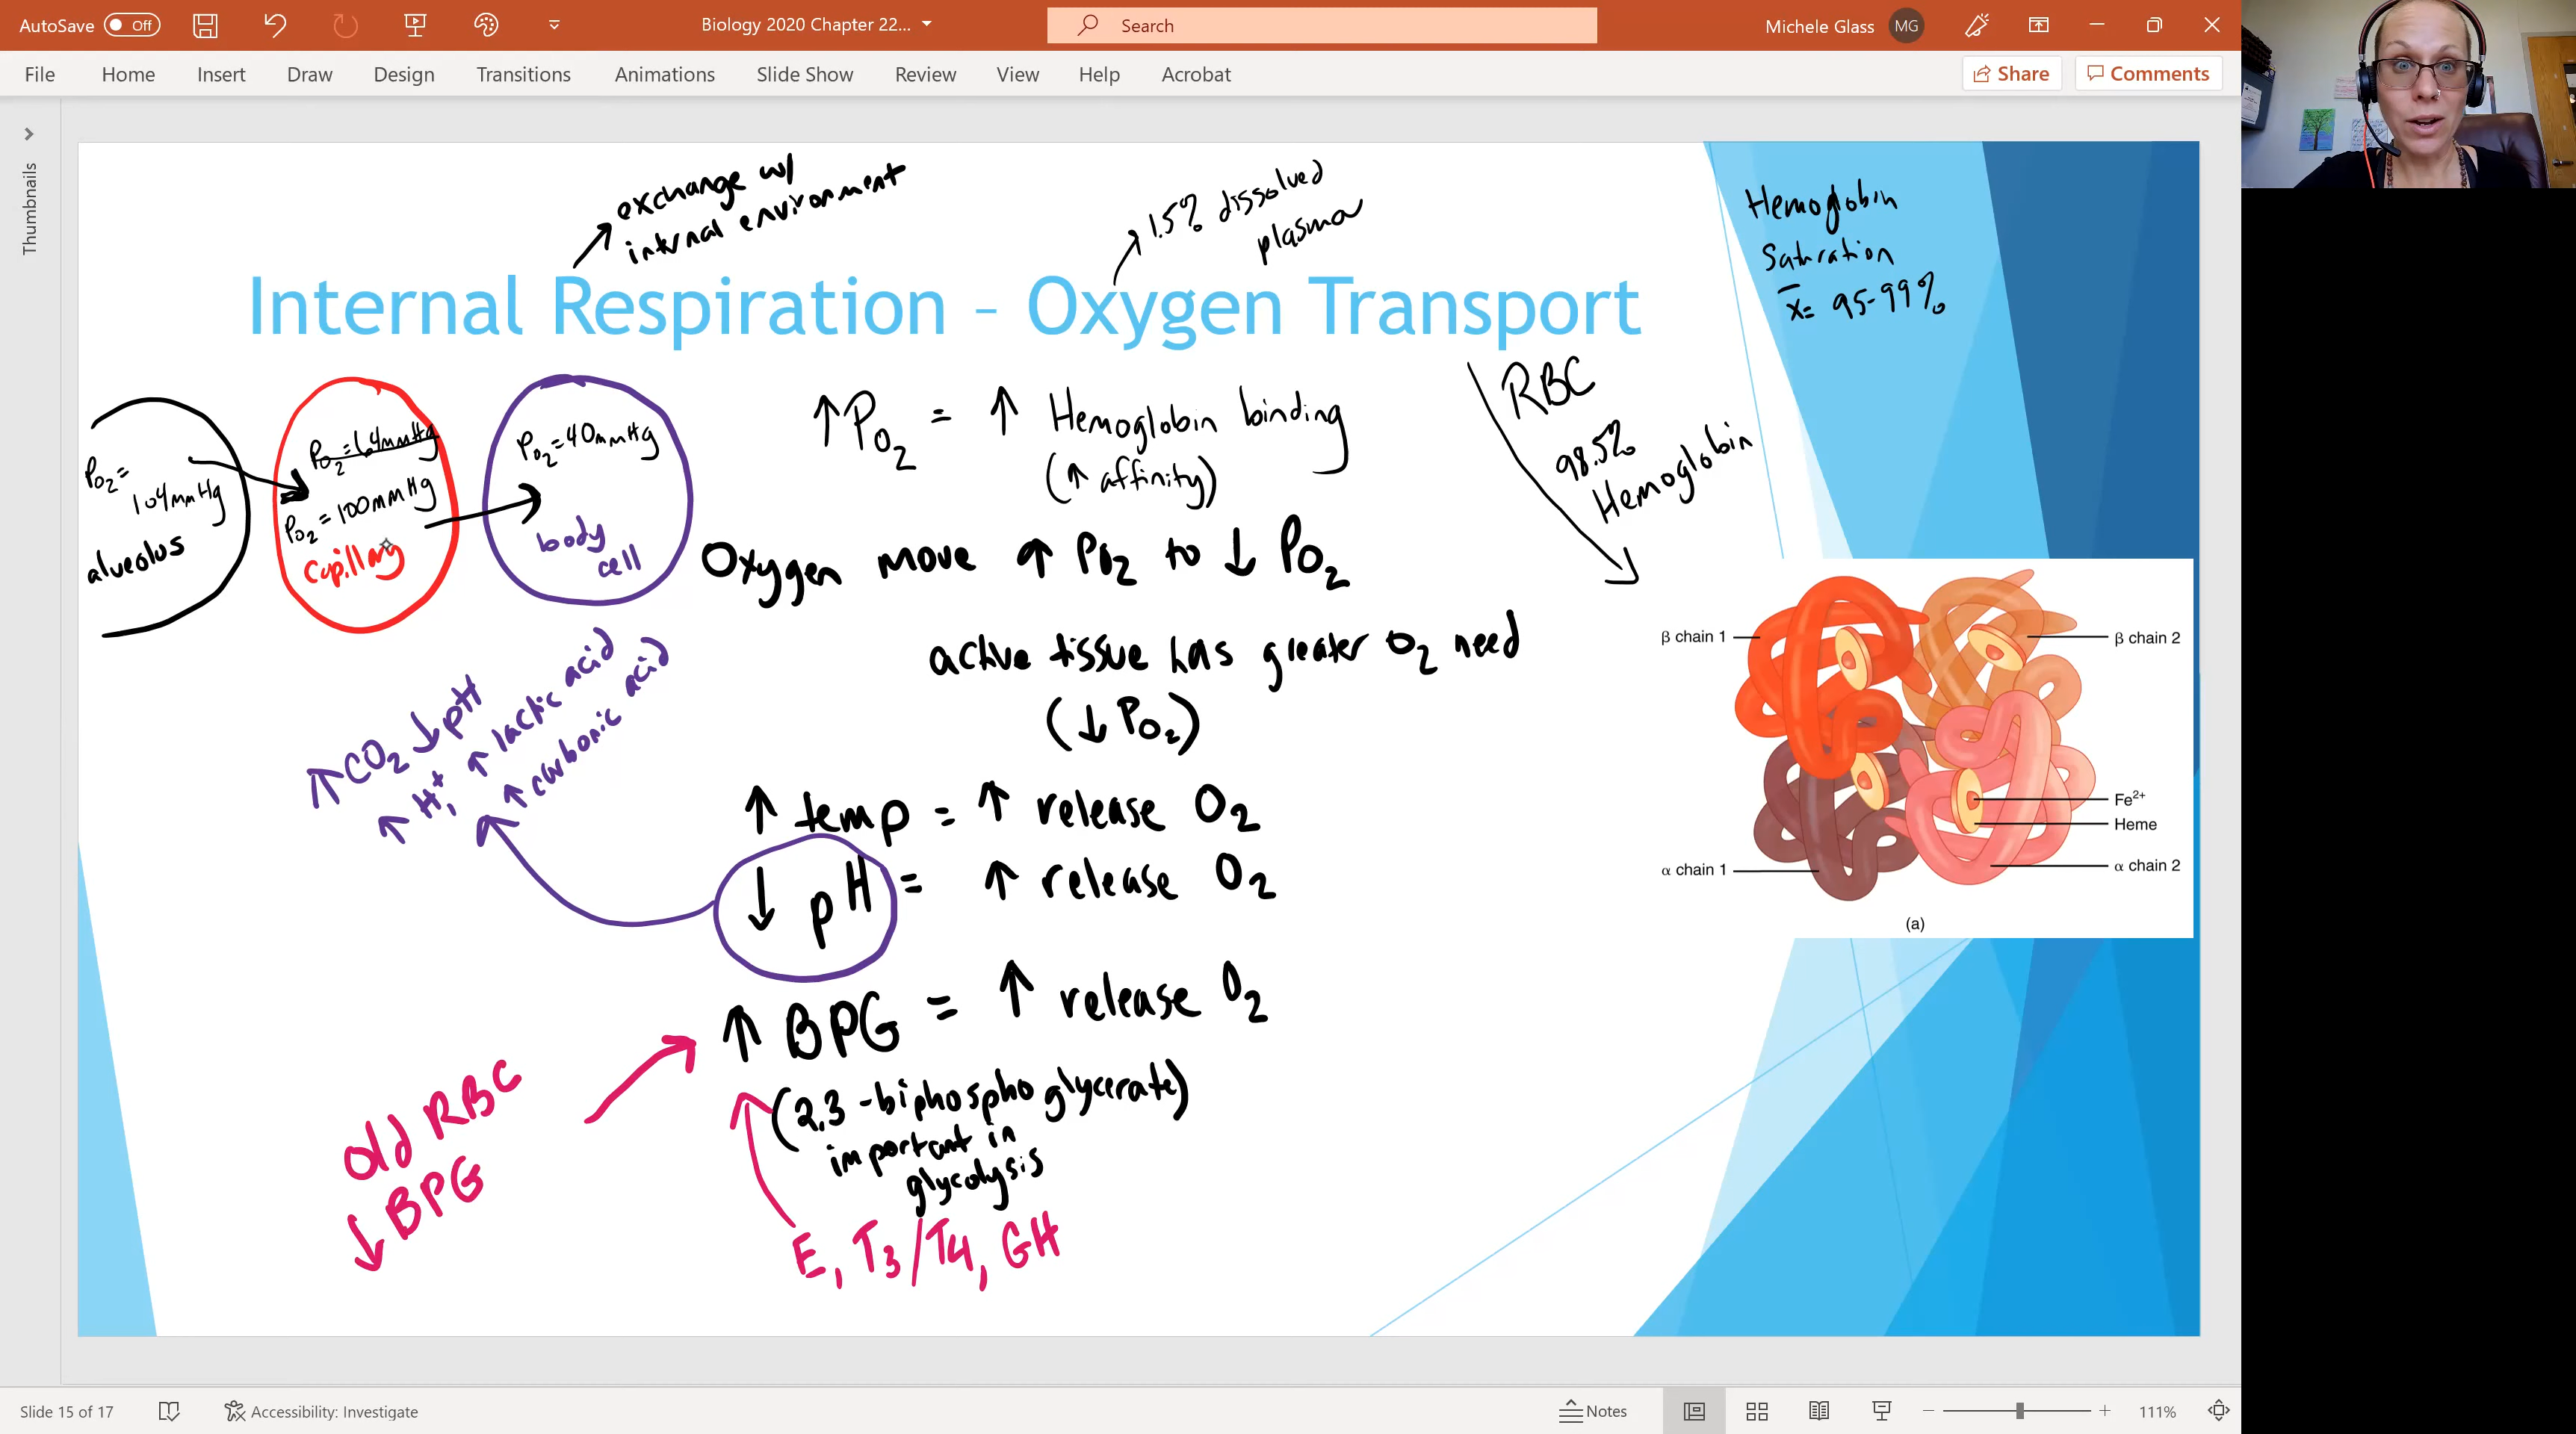 AutoSave Off
Biology 2020 Chapter 22...
Search
Michele Glass MG
File Home Insert Draw Design Transitions Animations Slide Show Review View Help Acrobat
Share Comments
Thumbnails
exchange w/
internal environment
1.5% dissolved
plasma
Hemoglobin
Saturation
x̄= 95-99%
Internal Respiration – Oxygen Transport
PO2=
104mmHg
alveolus
PO2=64mmHg
PO2=100mmHg
Capillary
PO2=40mmHg
body
cell
↑PO2 = ↑ Hemoglobin binding
(↑ affinity)
RBC
98.5%
Hemoglobin
Oxygen move ↑ PO2 to ↓ PO2
active tissue has greater O2 need
(↓ PO2)
↑CO2 ↓pH
↑ H+, ↑ lactic acid
↑ carbonic acid
↑ temp = ↑ release O2
↓ pH = ↑ release O2
↑ BPG = ↑ release O2
(2,3-biphosphoglycerate)
important in
glycolysis
old RBC
↓BPG
E, T3/T4, GH
β chain 1
β chain 2
Fe2+
Heme
α chain 1
α chain 2
(a)
Slide 15 of 17
Accessibility: Investigate
Notes
111%